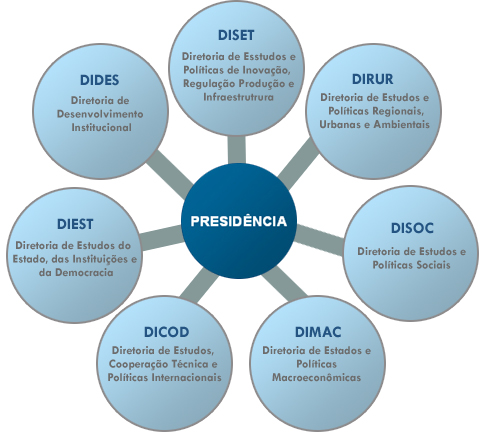 DISET
Diretoria de Esstudos e
Políticas de Inovação,
Regulação Produção e
Infraestrutrura
DIDES
Diretoria de
Desenvolvimento
Institucional
DIRUR
Diretoria de Estudos e
Políticas Regionais,
Urbanas e Ambientais
PRESIDÊNCIA
DIEST
Diretoria de Estudos do
Estado, das Instituições e
da Democracia
DISOC
Diretoria de Estudos e
Políticas Sociais
DICOD
Diretoria de Estudos,
Cooperação Técnica e
Políticas Internacionais
DIMAC
Diretoria de Estados e
Políticas
Macroeconômicas